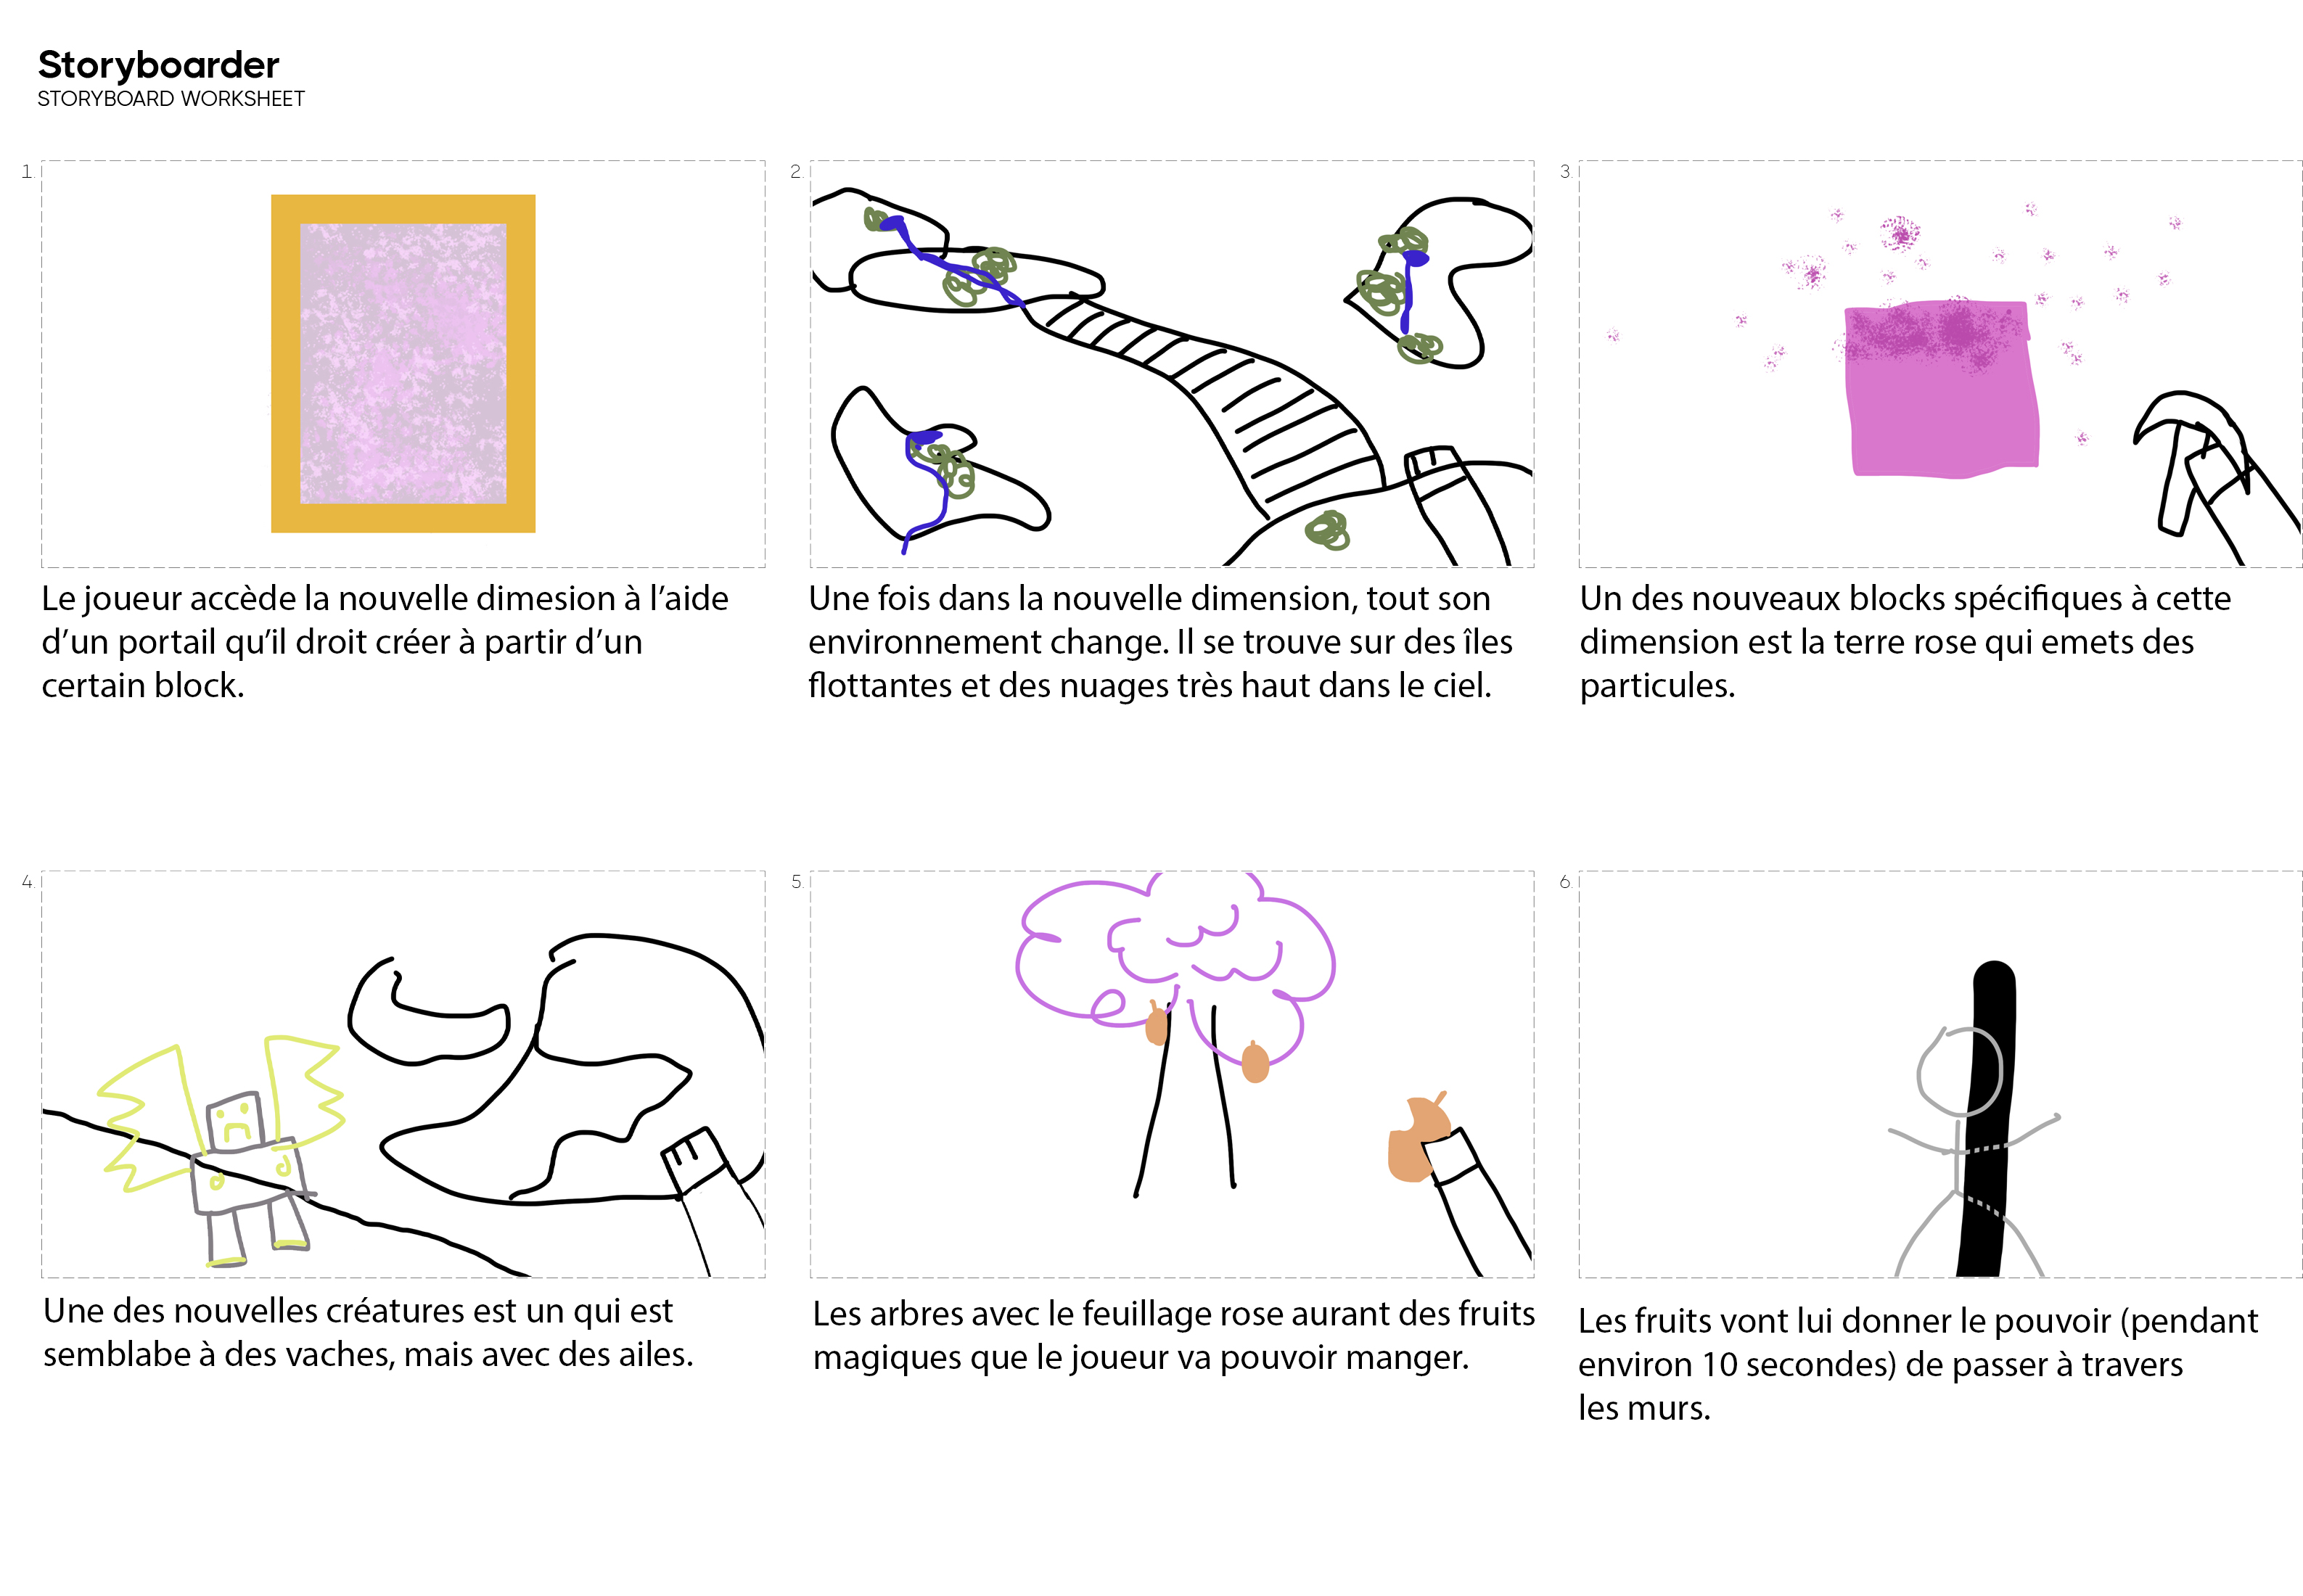 Storyboarder
STORYBOARD WORKSHEET
1.
Le joueur accède la nouvelle dimesion à l’aide
d’un portail qu’il droit créer à partir d’un
certain block.
2.
Une fois dans la nouvelle dimension, tout son
environnement change. Il se trouve sur des îles
flottantes et des nuages très haut dans le ciel.
3.
Un des nouveaux blocks spécifiques à cette
dimension est la terre rose qui emets des
particules.
4.
Une des nouvelles créatures est un qui est
semblabe à des vaches, mais avec des ailes.
5.
Les arbres avec le feuillage rose aurant des fruits
magiques que le joueur va pouvoir manger.
6.
Les fruits vont lui donner le pouvoir (pendant
environ 10 secondes) de passer à travers
les murs.